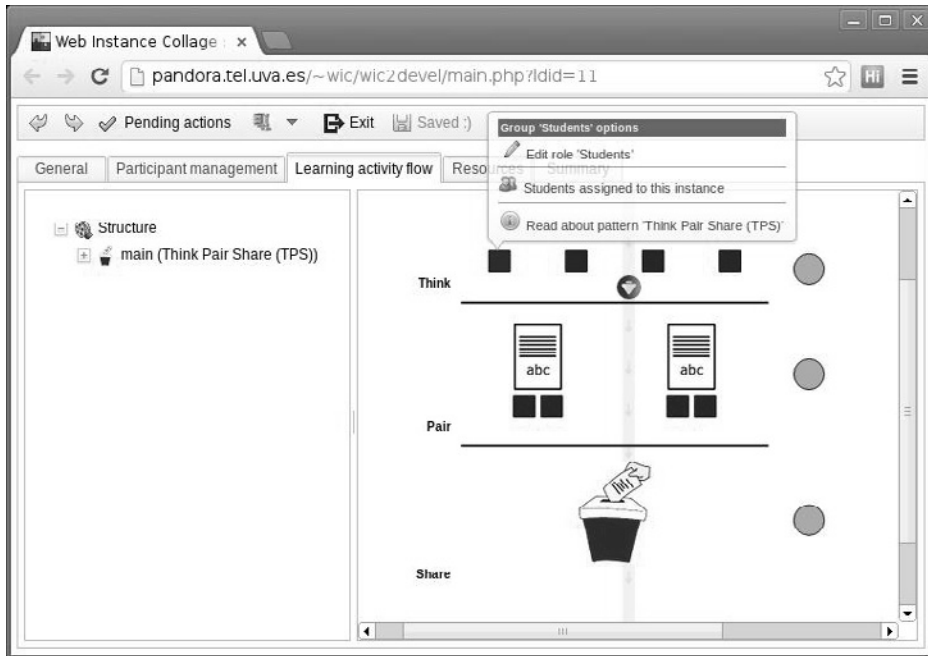 Web Instance Collage :
pandora.tel.uva.es/~wic/wic2devel/main.php?ldid=11
Hi
Pending actions Exit Saved :)
General Participant management Learning activity flow Resources Summary
Group 'Students' options
Edit role 'Students'
Students assigned to this instance
Read about pattern 'Think Pair Share (TPS)'
Structure
main (Think Pair Share (TPS))
Think
abc abc
Pair
Share